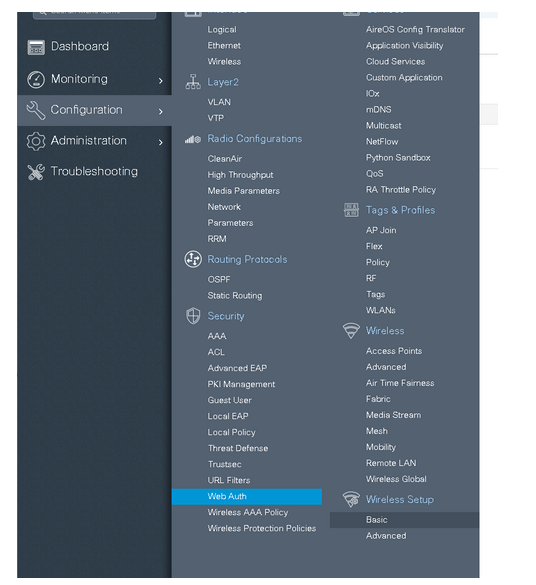 Dashboard
Monitoring
Configuration
Administration
Troubleshooting
Logical
Ethernet
Wireless
Layer2
VLAN
VTP
Radio Configurations
CleanAir
High Throughput
Media Parameters
Network
Parameters
RRM
Routing Protocols
OSPF
Static Routing
Security
AAA
ACL
Advanced EAP
PKI Management
Guest User
Local EAP
Local Policy
Threat Defense
Trustsec
URL Filters
Web Auth
Wireless AAA Policy
Wireless Protection Policies
AireOS Config Translator
Application Visibility
Cloud Services
Custom Application
IOx
mDNS
Multicast
NetFlow
Python Sandbox
QoS
RA Throttle Policy
Tags & Profiles
AP Join
Flex
Policy
RF
Tags
WLANs
Wireless
Access Points
Advanced
Air Time Fairness
Fabric
Media Stream
Mesh
Mobility
Remote LAN
Wireless Global
Wireless Setup
Basic
Advanced